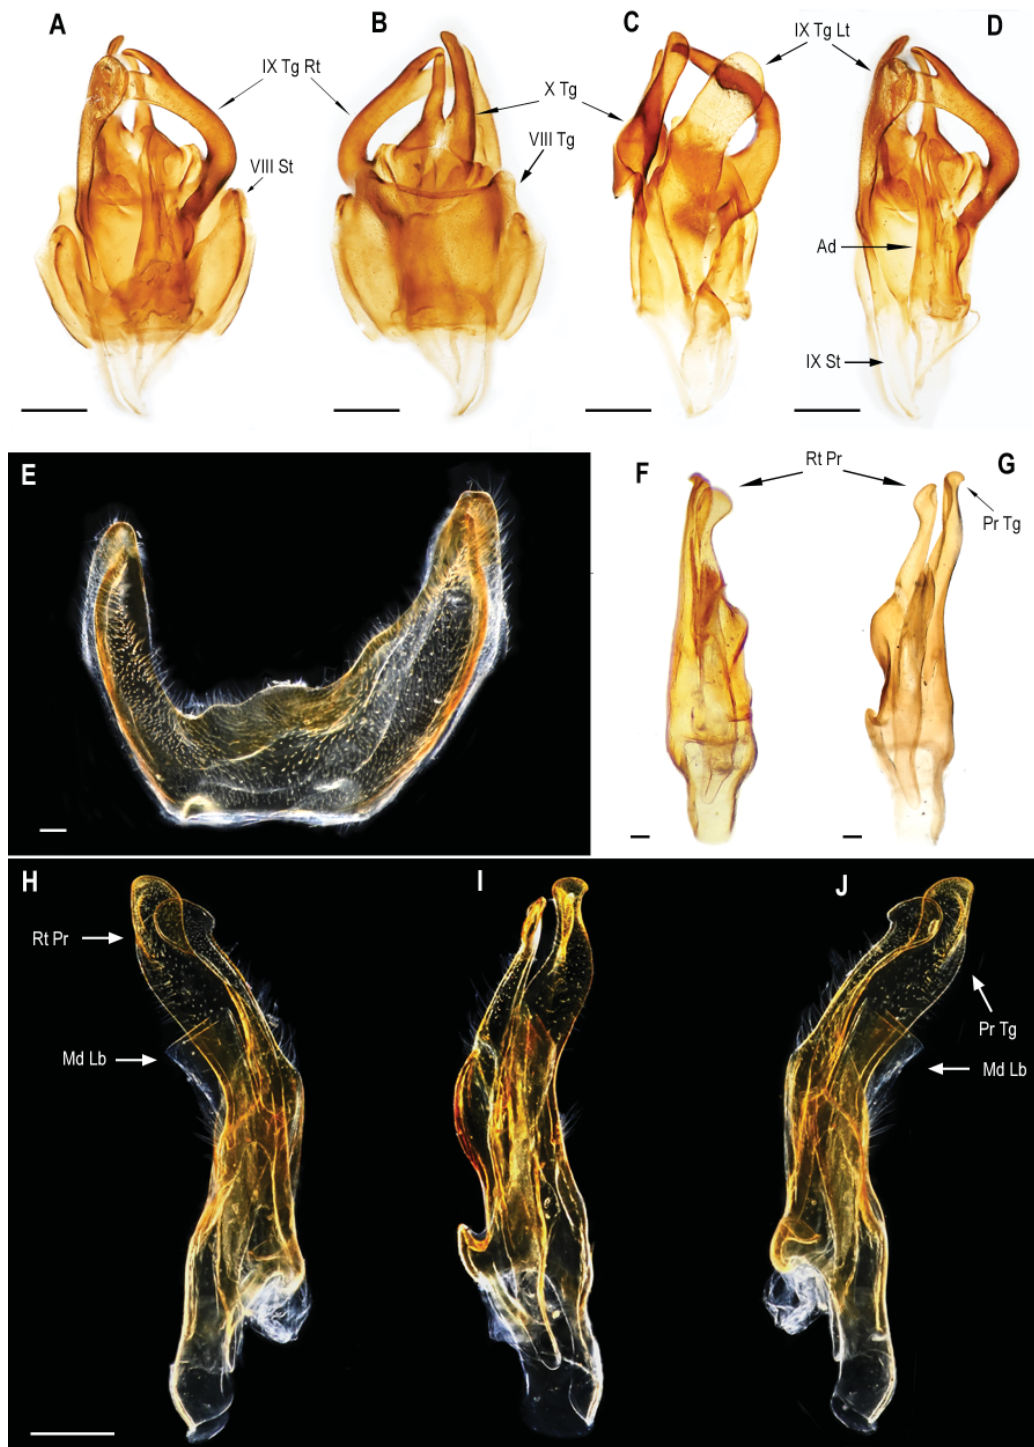 A
B
C
D
IX Tg Rt
IX Tg Lt
X Tg
VIII St
VIII Tg
Ad
IX St
E
F
Rt Pr
G
Pr Tg
H
I
J
Rt Pr
Md Lb
Pr Tg
Md Lb